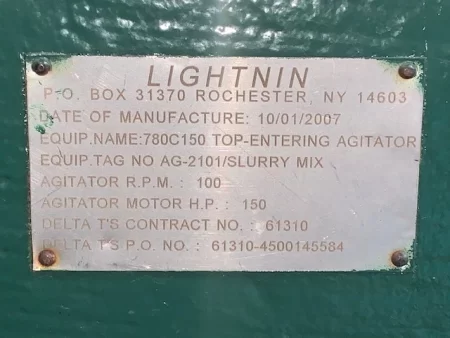 LIGHTNIN
P.O. BOX 31370 ROCHESTER, NY 14603
DATE OF MANUFACTURE: 10/01/2007
EQUIP.NAME:780C150 TOP-ENTERING AGITATOR
EQUIP.TAG NO AG-2101/SLURRY MIX
AGITATOR R.P.M. : 100
AGITATOR MOTOR H.P. : 150
DELTA T'S CONTRACT NO. : 61310
DELTA T'S P.O. NO. : 61310-4500145584